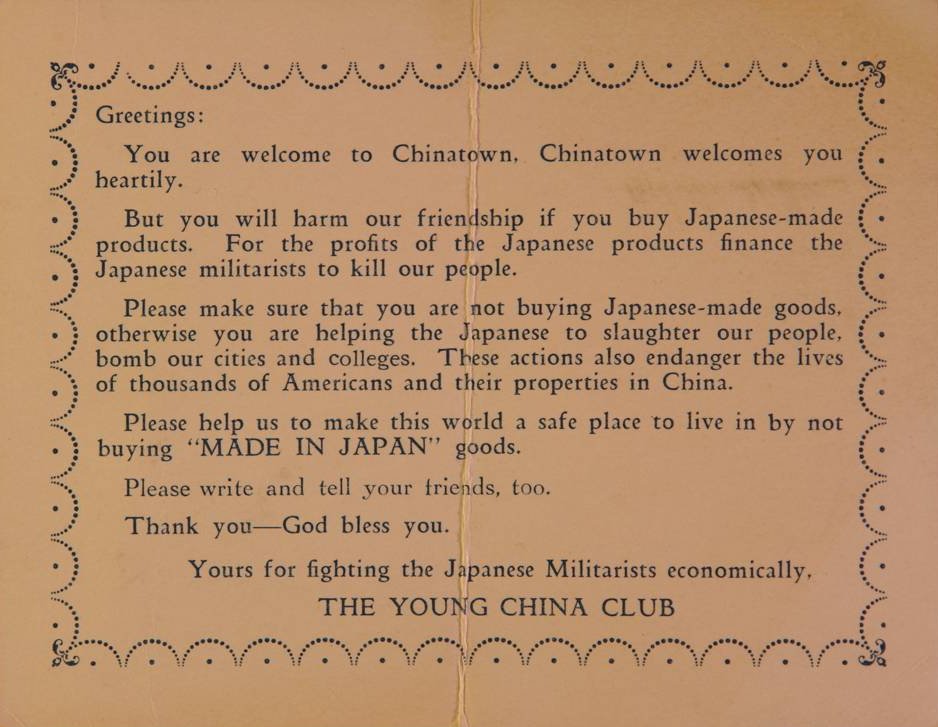 Greetings:
You are welcome to Chinatown. Chinatown welcomes you
heartily.
But you will harm our friendship if you buy Japanese-made
products. For the profits of the Japanese products finance the
Japanese militarists to kill our people.
Please make sure that you are not buying Japanese-made goods,
otherwise you are helping the Japanese to slaughter our people,
bomb our cities and colleges. These actions also endanger the lives
of thousands of Americans and their properties in China.
Please help us to make this world a safe place to live in by not
buying “MADE IN JAPAN” goods.
Please write and tell your friends, too.
Thank you—God bless you.
Yours for fighting the Japanese Militarists economically,
THE YOUNG CHINA CLUB